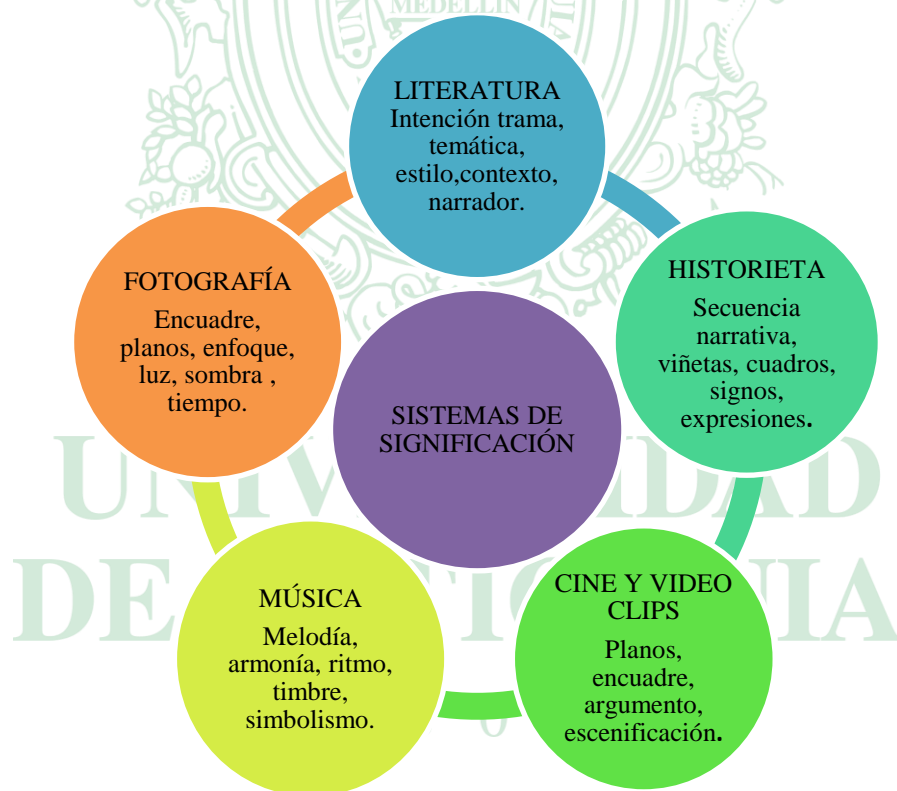 MEDELLIN
LITERATURA
Intención trama,
temática,
estilo,contexto,
narrador.
FOTOGRAFÍA
Encuadre,
planos, enfoque,
luz, sombra ,
tiempo.
HISTORIETA
Secuencia
narrativa,
viñetas, cuadros,
signos,
expresiones.
SISTEMAS DE
SIGNIFICACIÓN
MÚSICA
Melodía,
armonía, ritmo,
timbre,
simbolismo.
CINE Y VIDEO
CLIPS
Planos,
encuadre,
argumento,
escenificación.
DE